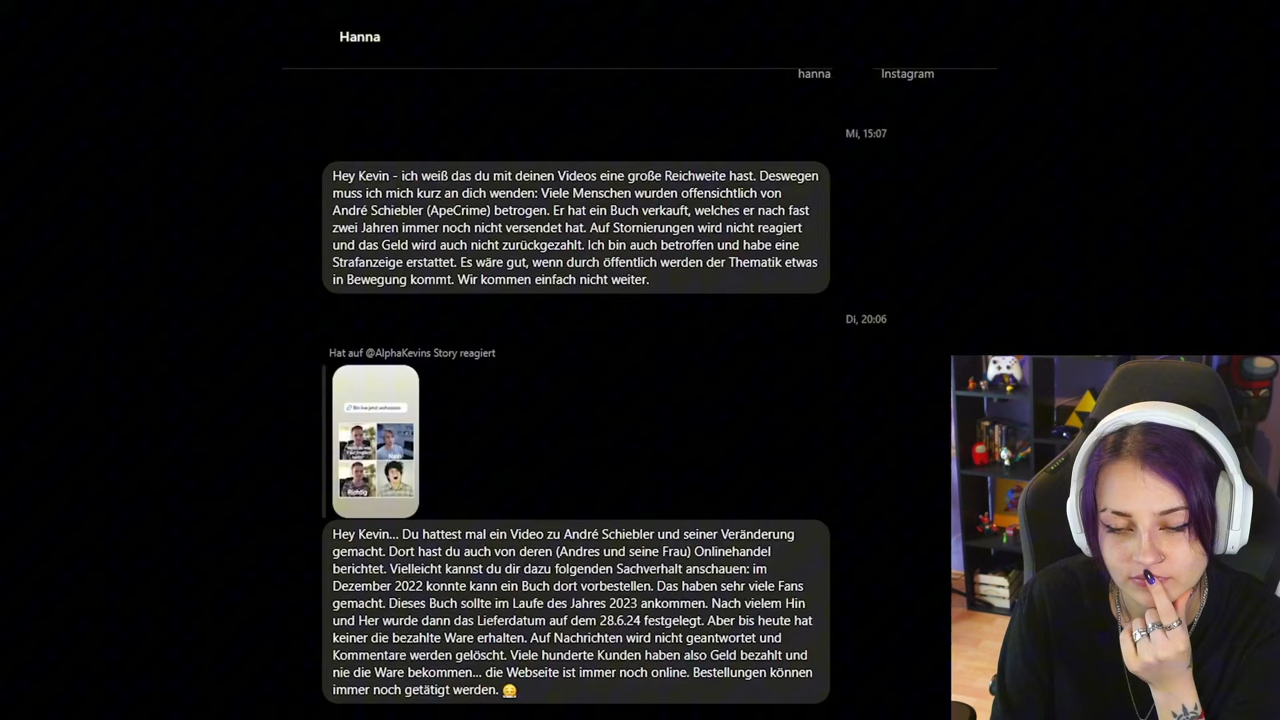 Hanna
hanna Instagram
Mi, 15:07
Hey Kevin - ich weiß das du mit deinen Videos eine große Reichweite hast. Deswegen
muss ich mich kurz an dich wenden: Viele Menschen wurden offensichtlich von
André Schiebler (ApeCrime) betrogen. Er hat ein Buch verkauft, welches er nach fast
zwei Jahren immer noch nicht versendet hat. Auf Stornierungen wird nicht reagiert
und das Geld wird auch nicht zurückgezahlt. Ich bin auch betroffen und habe eine
Strafanzeige erstattet. Es wäre gut, wenn durch öffentlich werden der Thematik etwas
in Bewegung kommt. Wir kommen einfach nicht weiter.
Di, 20:06
Hat auf @AlphaKevins Story reagiert
Bin live jetzt
Richtig
Hey Kevin... Du hattest mal ein Video zu André Schiebler und seiner Veränderung
gemacht. Dort hast du auch von deren (Andres und seine Frau) Onlinehandel
berichtet. Vielleicht kannst du dir dazu folgenden Sachverhalt anschauen: im
Dezember 2022 konnte kann ein Buch dort vorbestellen. Das haben sehr viele Fans
gemacht. Dieses Buch sollte im Laufe des Jahres 2023 ankommen. Nach vielem Hin
und Her wurde dann das Lieferdatum auf dem 28.6.24 festgelegt. Aber bis heute hat
keiner die bezahlte Ware erhalten. Auf Nachrichten wird nicht geantwortet und
Kommentare werden gelöscht. Viele hunderte Kunden haben also Geld bezahlt und
nie die Ware bekommen... die Webseite ist immer noch online. Bestellungen können
immer noch getätigt werden.